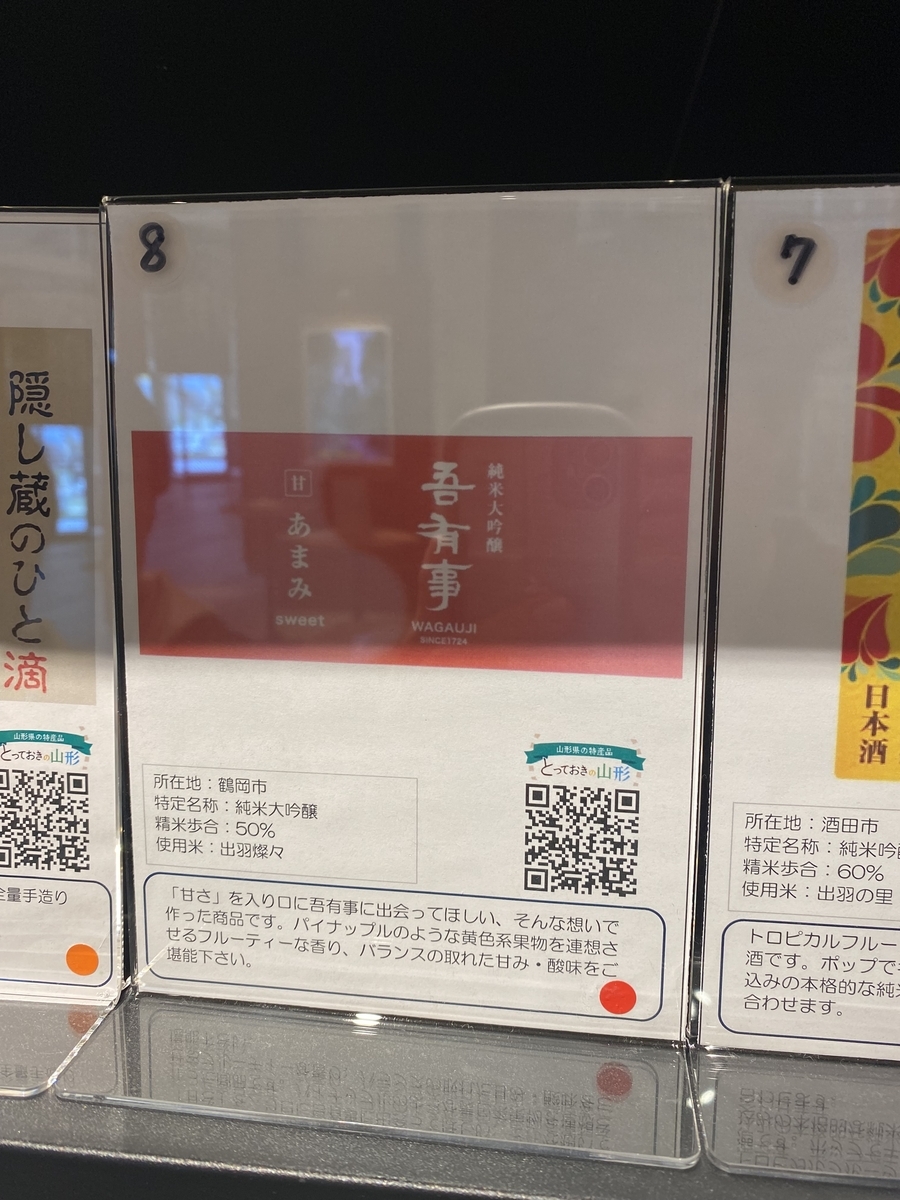 隠し蔵のひと滴
山形県の特産品
とっておきの山形
全量手造り
8
純米大吟醸
吾有事
WAGAUJI
SINCE1724
甘
あまみ
sweet
山形県の特産品
とっておきの山形
所在地：鶴岡市
特定名称：純米大吟醸
精米歩合：50%
使用米：出羽燦々
「甘さ」を入り口に吾有事に出会ってほしい、そんな想いで
作った商品です。パイナップルのような黄色系果物を連想さ
せるフルーティーな香り、バランスの取れた甘み・酸味をご
堪能下さい。
7
日本酒
所在地：酒田市
特定名称：純米吟
精米歩合：60%
使用米：出羽の里
トロピカルフルー
酒です。ポップで
込みの本格的な純
合わせます。